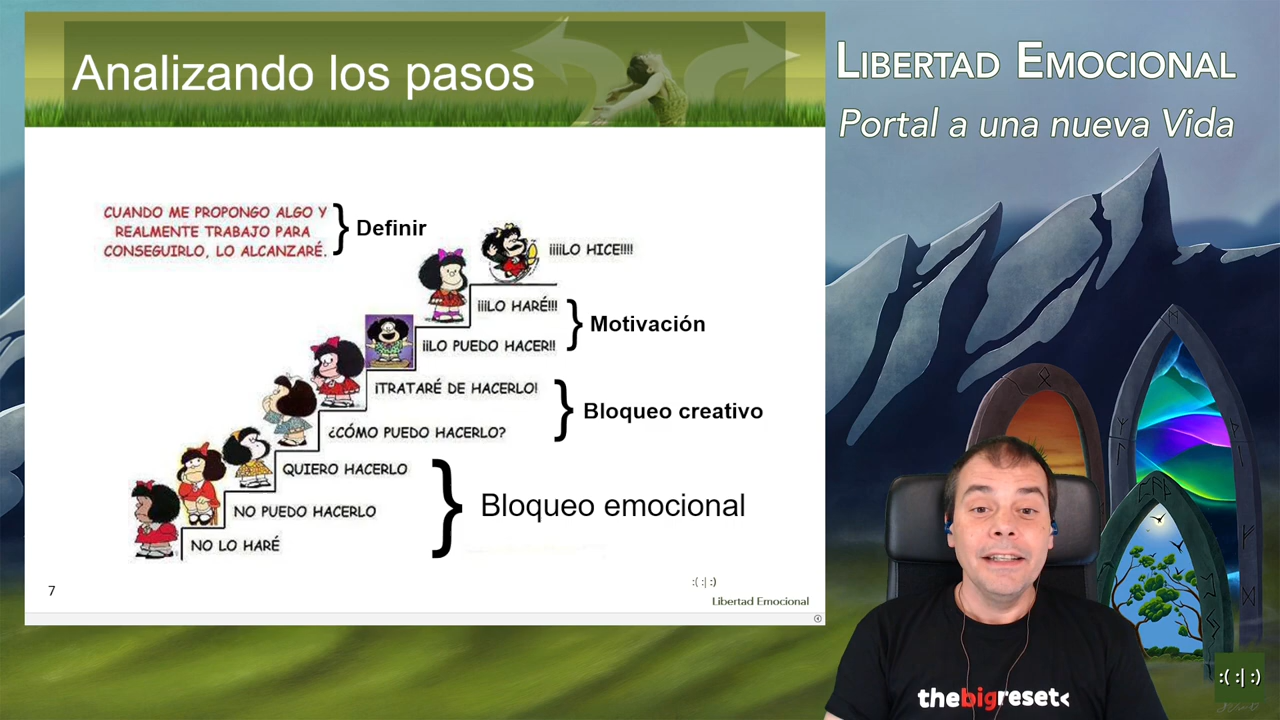 Analizando los pasos
LIBERTAD EMOCIONAL
Portal a una nueva Vida
CUANDO ME PROPONGO ALGO Y
REALMENTE TRABAJO PARA
CONSEGUIRLO, LO ALCANZARÉ.
Definir
¡¡¡¡LO HICE!!!!
¡¡¡LO HARÉ!!!
Motivación
¡¡LO PUEDO HACER!!
¡TRATARÉ DE HACERLO!
Bloqueo creativo
¿CÓMO PUEDO HACERLO?
QUIERO HACERLO
Bloqueo emocional
NO PUEDO HACERLO
NO LO HARÉ
7
:( :| :)
Libertad Emocional
thebigreset<
:( :| :)